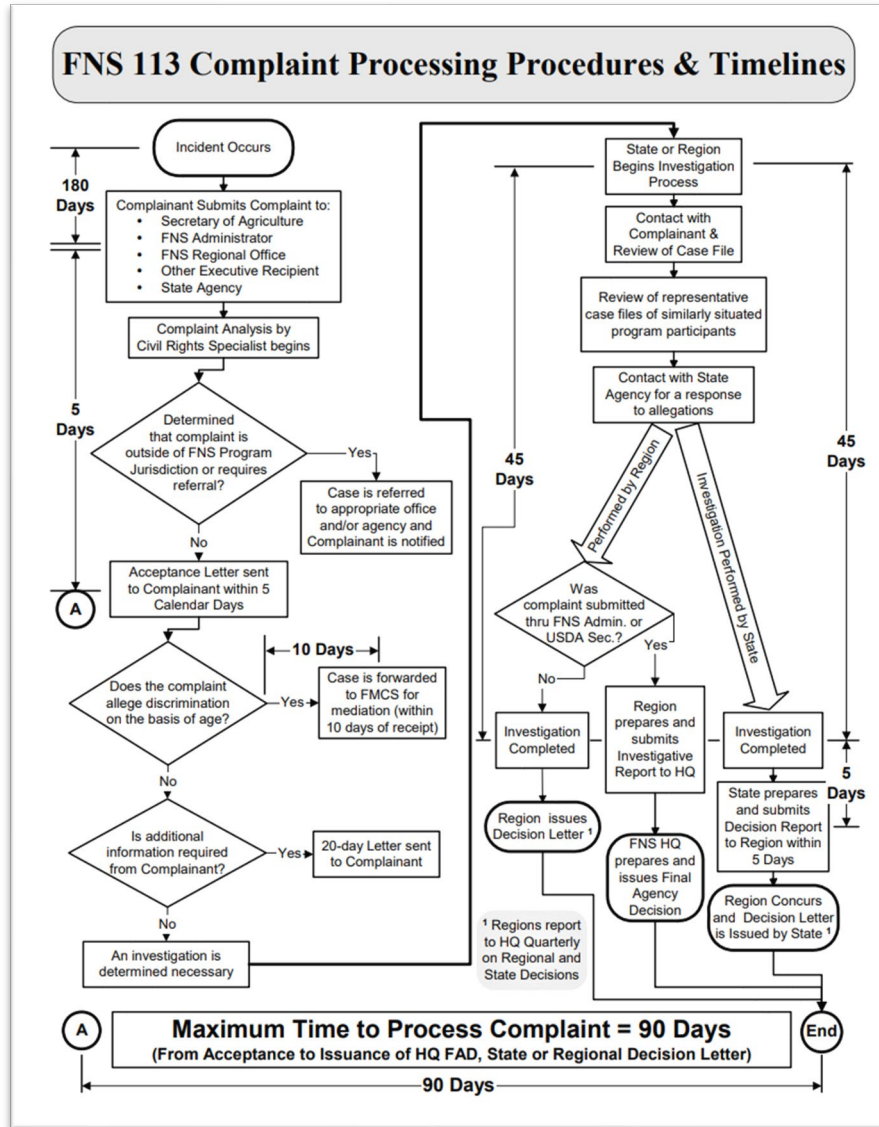 FNS 113 Complaint Processing Procedures & Timelines
Incident Occurs
180
Days
Complainant Submits Complaint to:
• Secretary of Agriculture
• FNS Administrator
• FNS Regional Office
• Other Executive Recipient
• State Agency
Complaint Analysis by
Civil Rights Specialist begins
5
Days
Determined
that complaint is
outside of FNS Program
Jurisdiction or requires
referral?
Yes
Case is referred
to appropriate office
and/or agency and
Complainant is notified
No
Acceptance Letter sent
to Complainant within 5
Calendar Days
A
10 Days
Does the complaint
allege discrimination
on the basis of age?
Yes
Case is forwarded
to FMCS for
mediation (within
10 days of receipt)
No
Is additional
information required
from Complainant?
Yes
20-day Letter sent
to Complainant
No
An investigation is
determined necessary
State or Region
Begins Investigation
Process
Contact with
Complainant &
Review of Case File
Review of representative
case files of similarly situated
program participants
Contact with State
Agency for a response
to allegations
45
Days
45
Days
Performed by Region
Investigation Performed by State
Was
complaint submitted
thru FNS Admin. or
USDA Sec.?
Yes
No
Investigation
Completed
Region
prepares and
submits
Investigative
Report to HQ
Investigation
Completed
5
Days
Region issues
Decision Letter ¹
FNS HQ
prepares and
issues Final
Agency
Decision
State prepares
and submits
Decision Report
to Region within
5 Days
Region Concurs
and Decision Letter
is Issued by State ¹
¹ Regions report
to HQ Quarterly
on Regional and
State Decisions
A
Maximum Time to Process Complaint = 90 Days
(From Acceptance to Issuance of HQ FAD, State or Regional Decision Letter)
End
90 Days